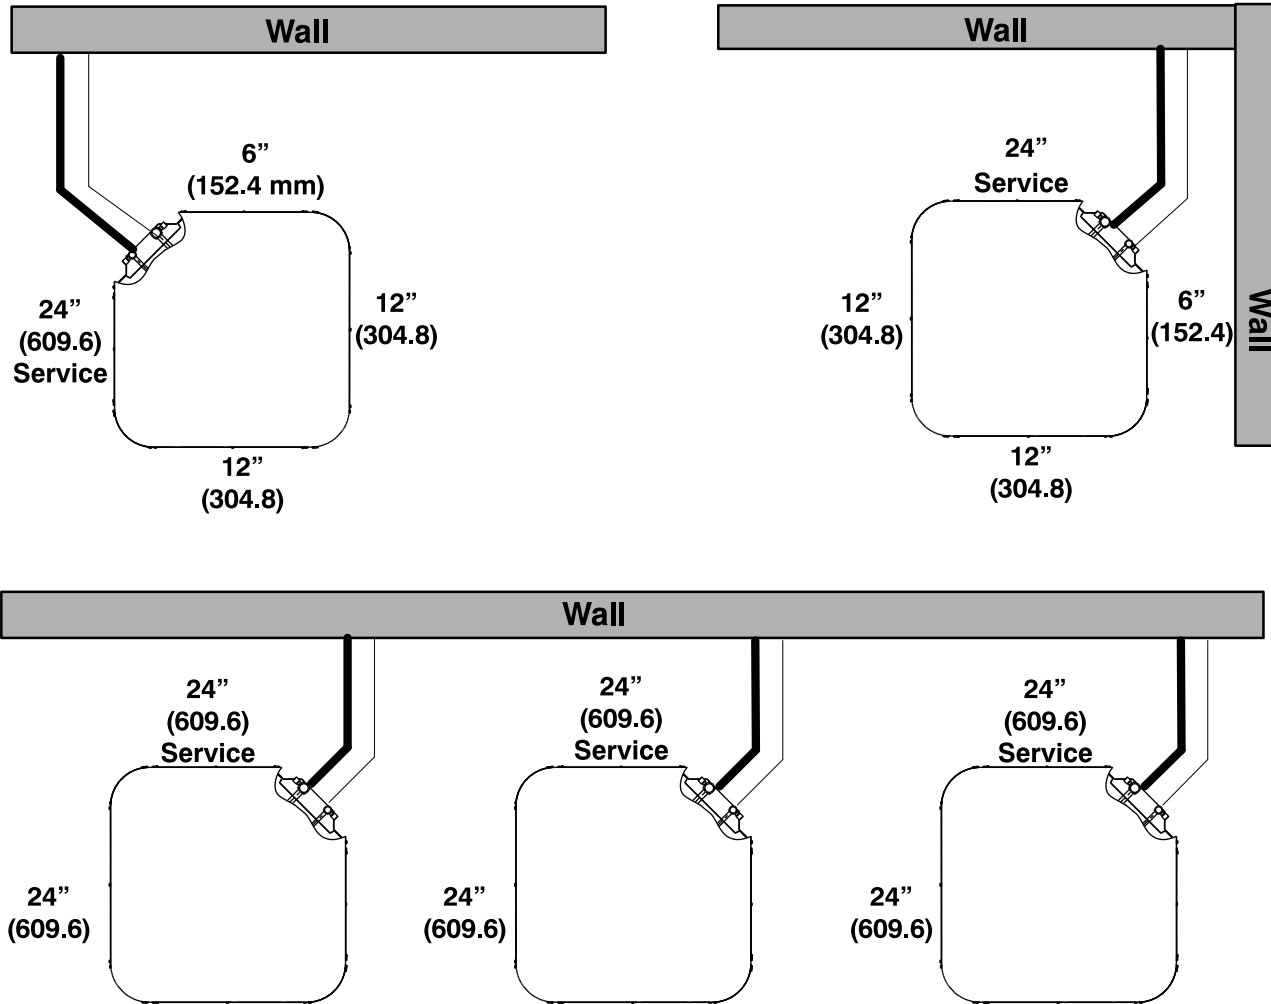 Wall
6”
(152.4 mm)
24”
(609.6)
Service
12”
(304.8)
12”
(304.8)
Wall
24”
Service
12”
(304.8)
6”
(152.4)
Wall
12”
(304.8)
Wall
24”
(609.6)
Service
24”
(609.6)
Service
24”
(609.6)
Service
24”
(609.6)
24”
(609.6)
24”
(609.6)